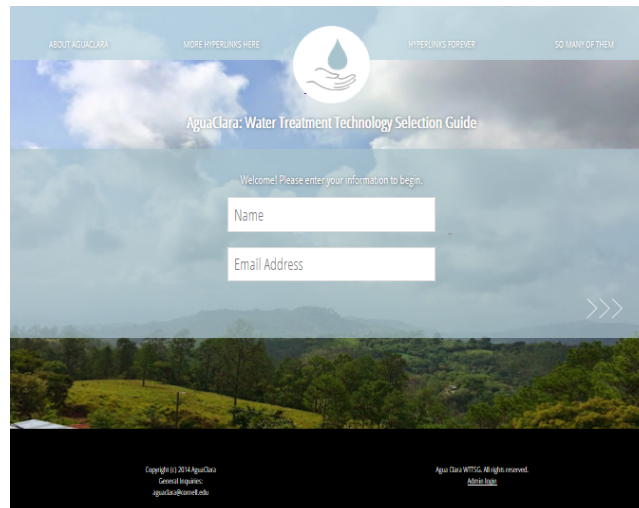 ABOUT AGUACLARA
MORE HYPERLINKS HERE
HYPERLINKS FOREVER
SO MANY OF THEM
AguaClara: Water Treatment Technology Selection Guide
Welcome! Please enter your information to begin.
Name
Email Address
Copyright (c) 2014 AguaClara
General Inquiries:
aguaclara@cornell.edu
Agua Clara WTTSG. All rights reserved.
Admin login